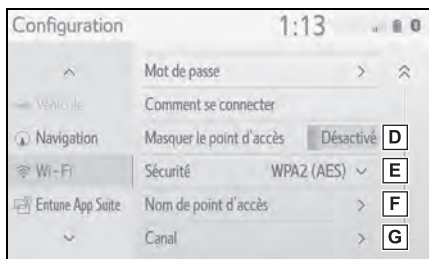 Configuration 1:13
Mot de passe
Véhicule Comment se connecter
Navigation Masquer le point d'accès Désactivé D
Wi-Fi Sécurité WPA2 (AES) E
Entune App Suite Nom de point d'accès F
Canal G